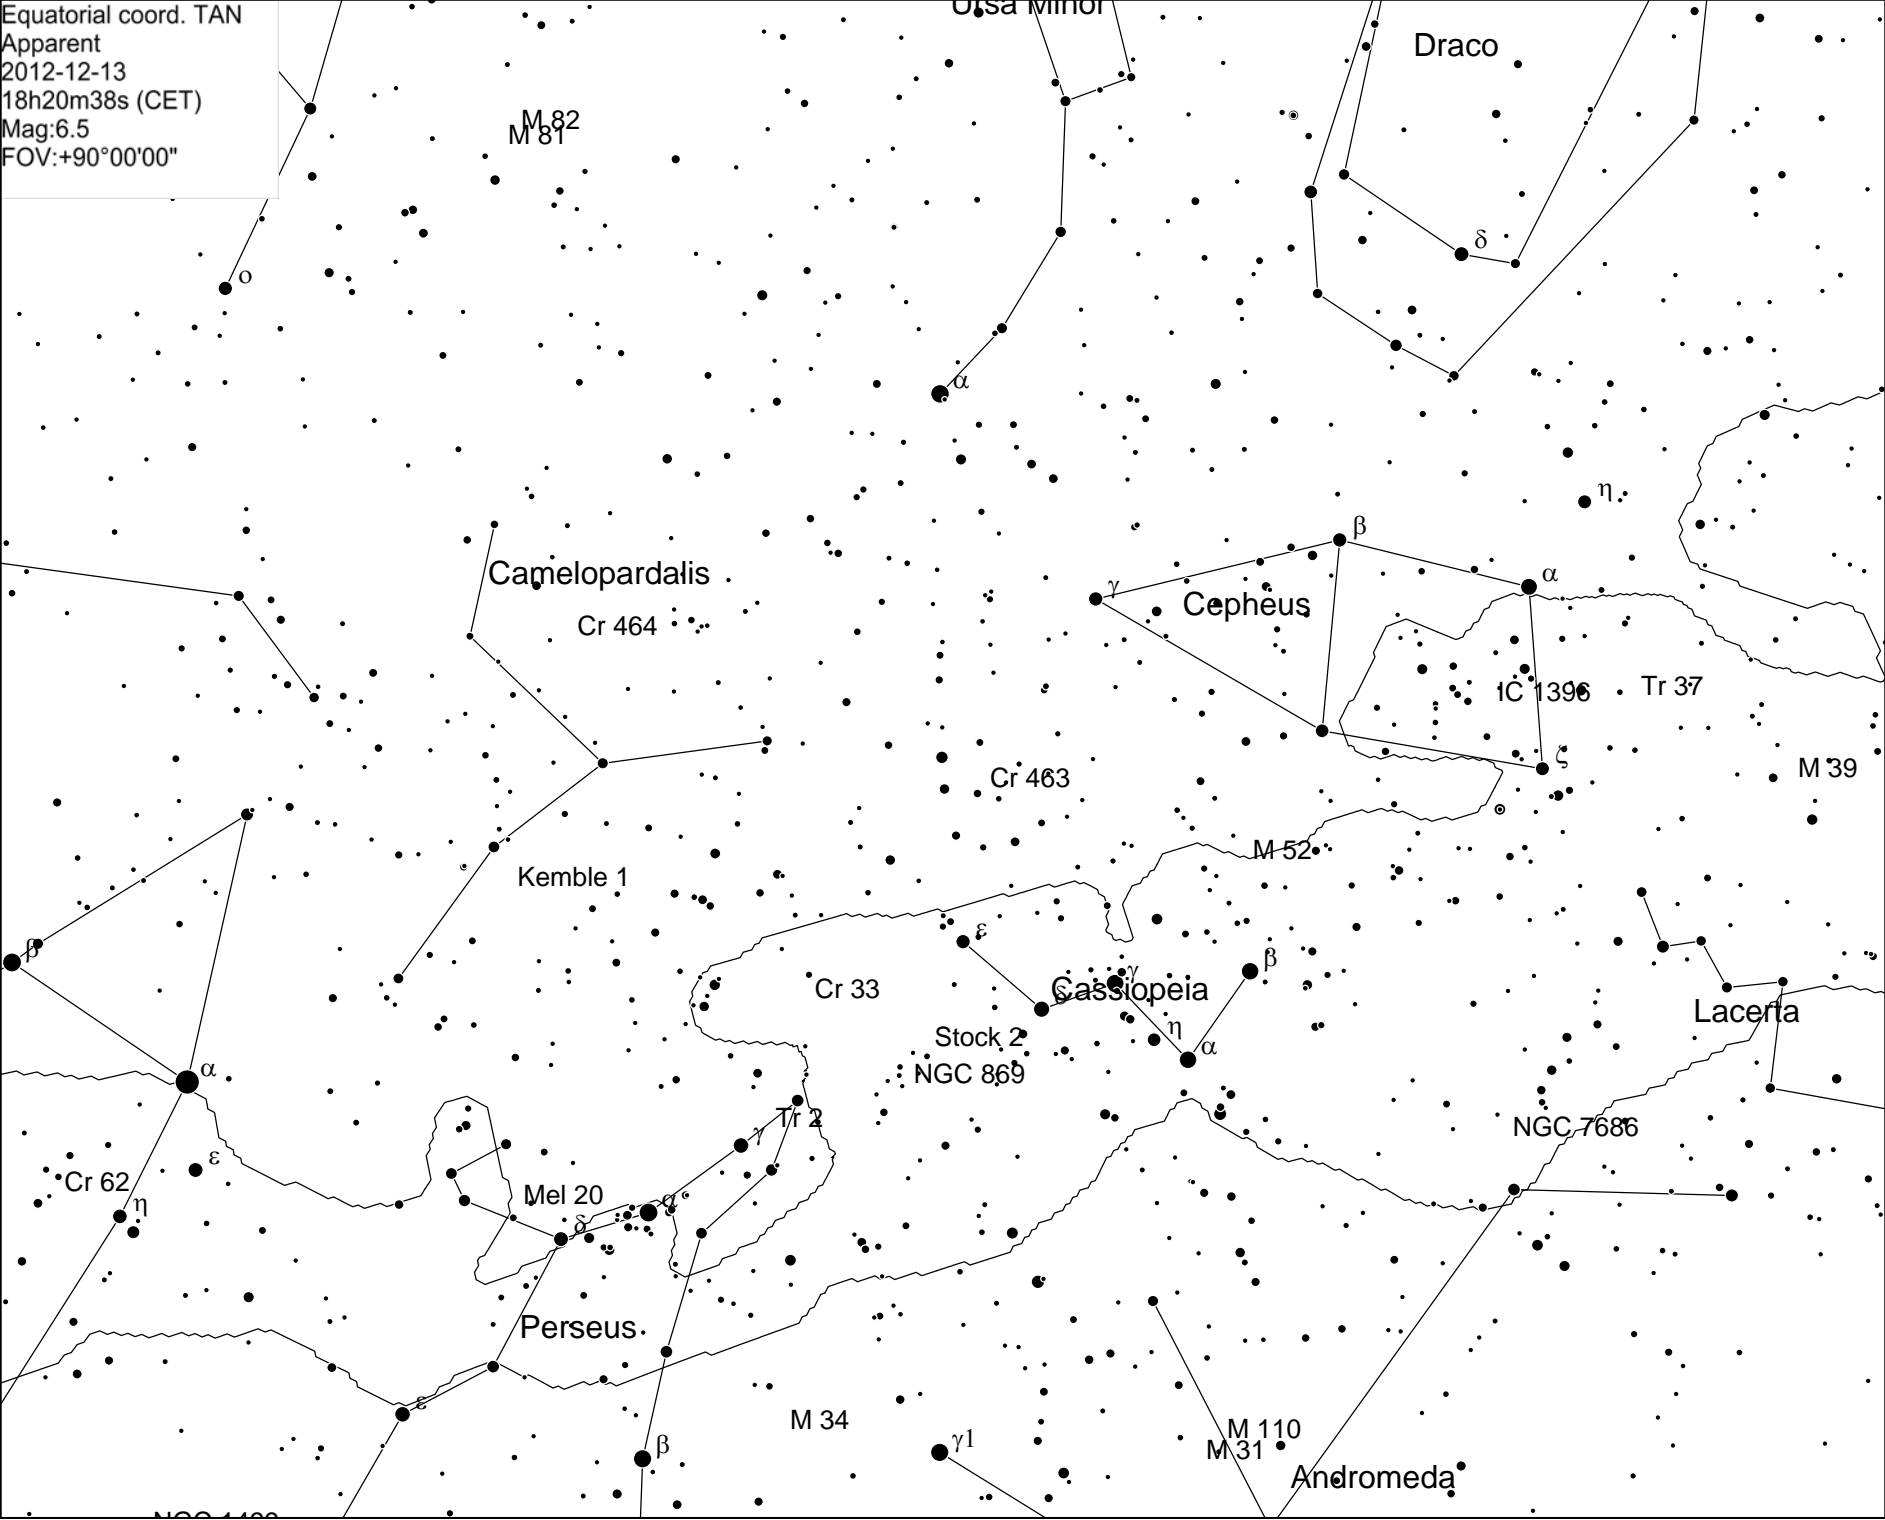 Equatorial coord. TAN
Apparent
2012-12-13
18h20m38s (CET)
Mag:6.5
FOV:+90°00'00"
Ursa Minor
Draco
M 82
M 81
δ
ο
α
η
β
Camelopardalis
α
γ
Cepheus
Cr 464
IC 1396
Tr 37
ζ
M 39
Cr 463
M 52
Kemble 1
ε
β
β
γ
Cr 33
δ
Cassiopeia
Lacerta
η
Stock 2
α
α
NGC 869
Tr 2
NGC 7686
γ
ε
Cr 62
Mel 20
α
η
δ
Perseus
ε
M 34
M 110
β
γ1
M 31
Andromeda